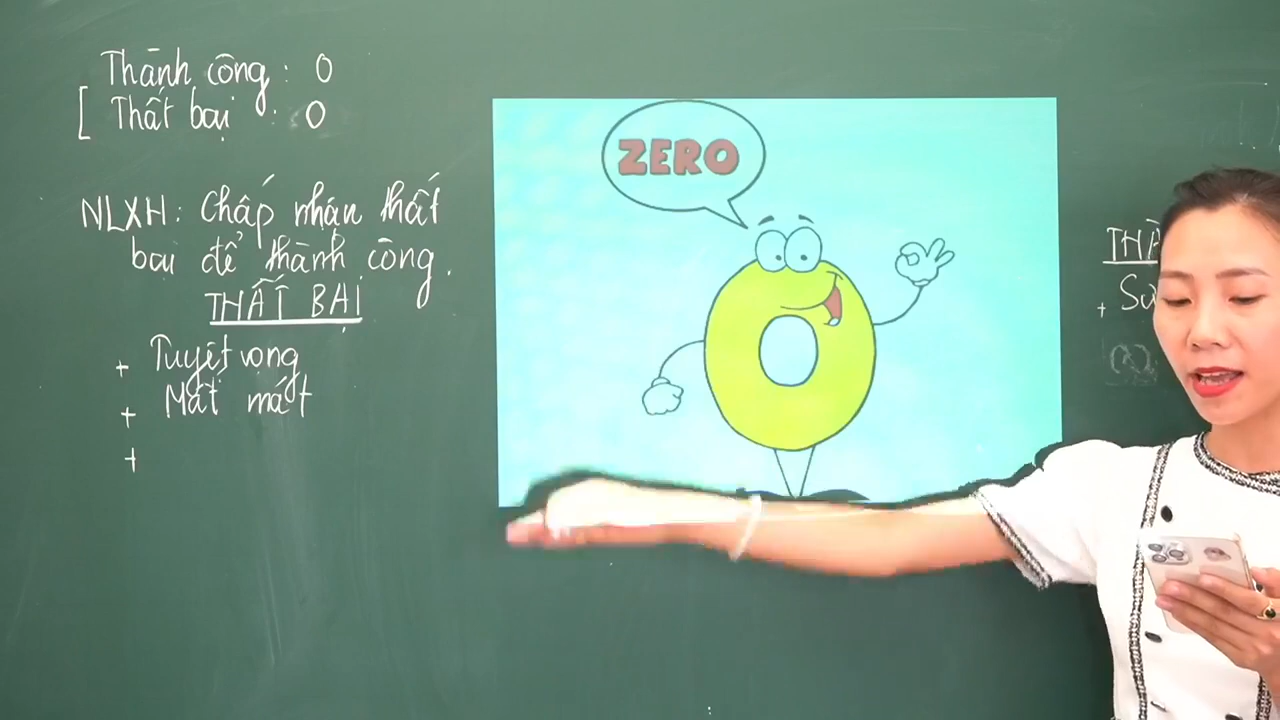 Thành công : 0
[ Thất bại : 0
NLXH: Chấp nhận thất
bại để thành công.
THẤT BẠI
+ Tuyệt vọng
+ Mất mát
+
ZERO